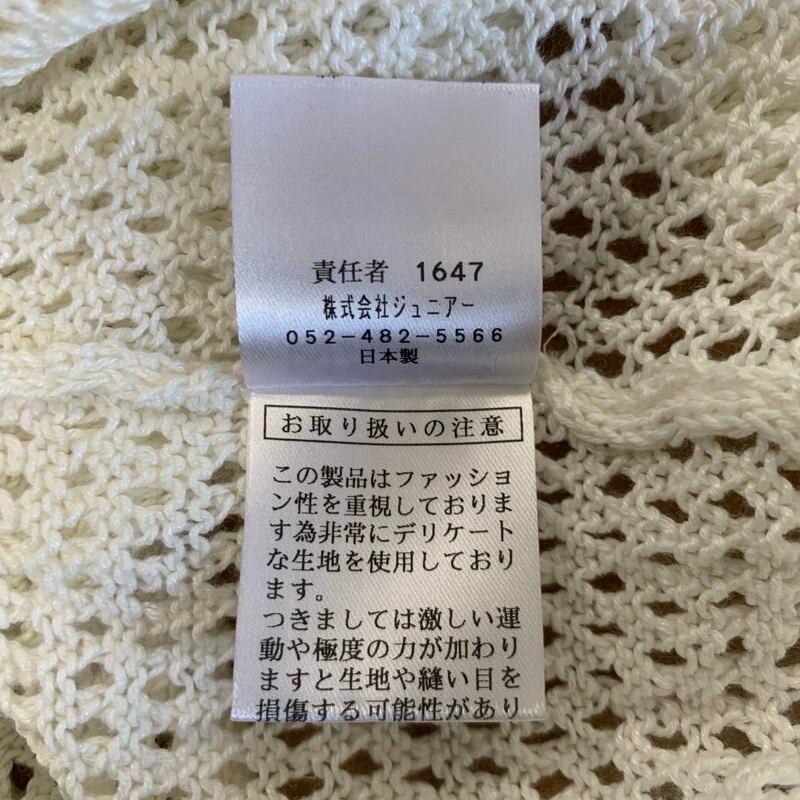 責任者 1647
株式会社ジュニアー
052-482-5566
日本製
お取り扱いの注意
この製品はファッショ
ン性を重視しておりま
す為非常にデリケート
な生地を使用しており
ます。
つきましては激しい運
動や極度の力が加わり
ますと生地や縫い目を
損傷する可能性があり